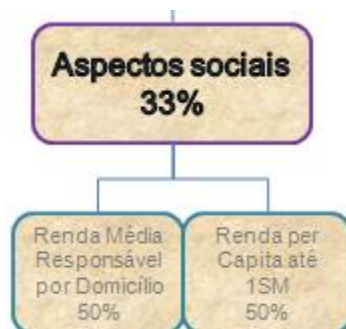 Aspectos sociais
33%
Renda Média
Responsável
por Domicílio
50%
Renda per
Capita até
1SM
50%